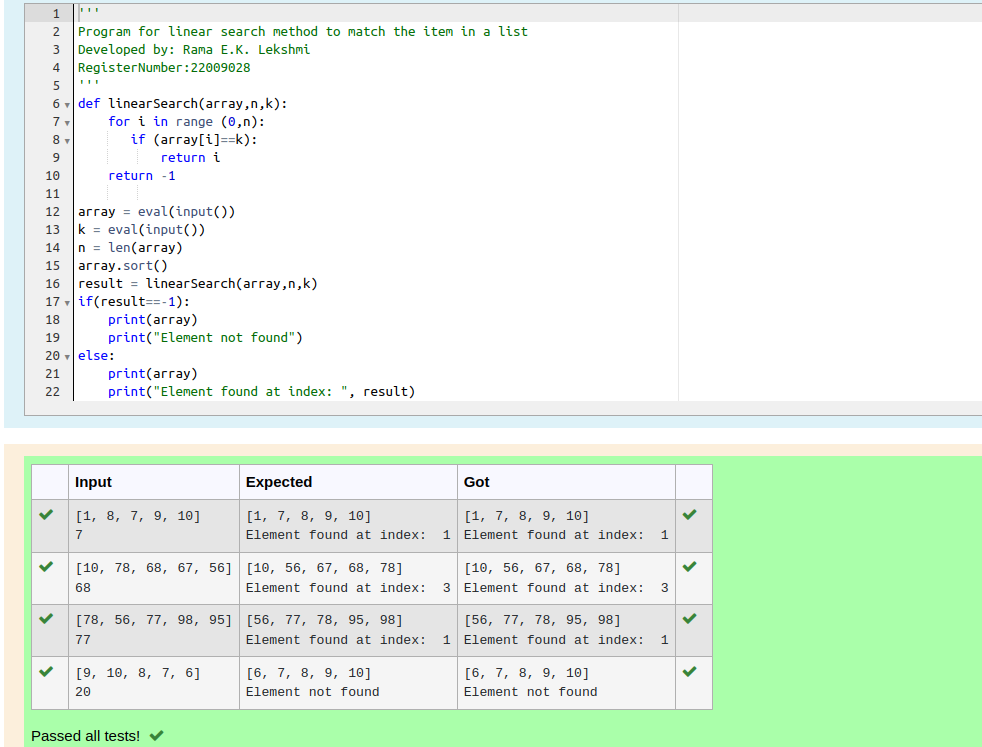 1 '''
2 Program for linear search method to match the item in a list
3 Developed by: Rama E.K. Lekshmi
4 RegisterNumber:22009028
5 '''
6 def linearSearch(array,n,k):
7     for i in range (0,n):
8        if (array[i]==k):
9            return i
10     return -1
11
12 array = eval(input())
13 k = eval(input())
14 n = len(array)
15 array.sort()
16 result = linearSearch(array,n,k)
17 if(result==-1):
18     print(array)
19     print("Element not found")
20 else:
21     print(array)
22     print("Element found at index: ", result)
Input Expected Got
[1, 8, 7, 9, 10] [1, 7, 8, 9, 10] [1, 7, 8, 9, 10]
7 Element found at index:  1 Element found at index:  1
[10, 78, 68, 67, 56] [10, 56, 67, 68, 78] [10, 56, 67, 68, 78]
68 Element found at index:  3 Element found at index:  3
[78, 56, 77, 98, 95] [56, 77, 78, 95, 98] [56, 77, 78, 95, 98]
77 Element found at index:  1 Element found at index:  1
[9, 10, 8, 7, 6] [6, 7, 8, 9, 10] [6, 7, 8, 9, 10]
20 Element not found Element not found
Passed all tests!